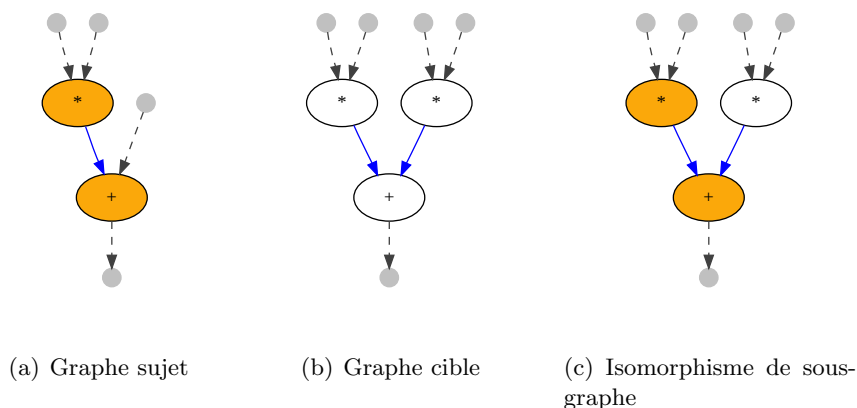 * * * * *
+ + +
(a) Graphe sujet
(b) Graphe cible
(c) Isomorphisme de sous-
graphe